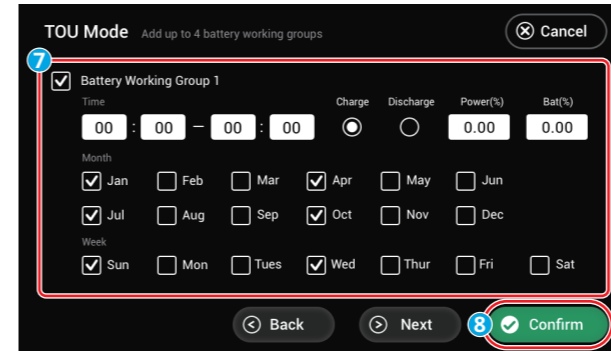 TOU Mode Add up to 4 battery working groups Cancel
7
Battery Working Group 1
Time Charge Discharge Power(%) Bat(%)
00 : 00 – 00 : 00 0.00 0.00
Month
Jan Feb Mar Apr May Jun
Jul Aug Sep Oct Nov Dec
Week
Sun Mon Tues Wed Thur Fri Sat
Back Next 8 Confirm